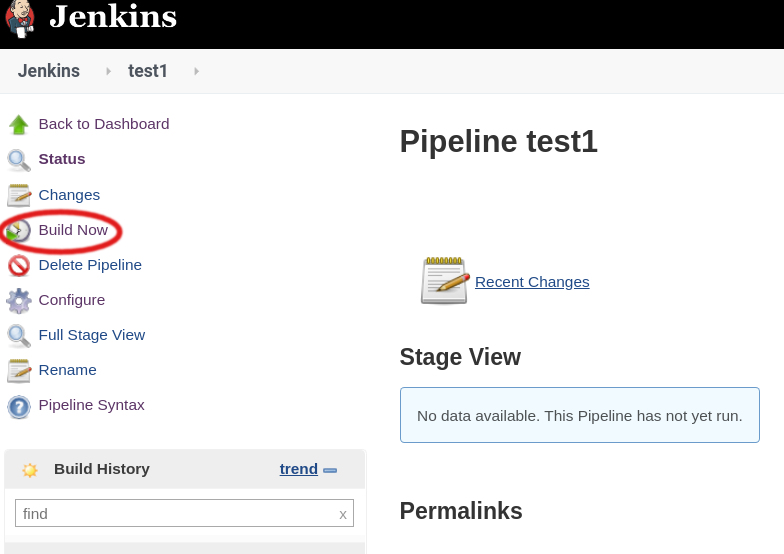 Jenkins
Jenkins test1
Back to Dashboard
Status
Changes
Build Now
Delete Pipeline
Configure
Full Stage View
Rename
Pipeline Syntax
Build History trend
find x
Pipeline test1
Recent Changes
Stage View
No data available. This Pipeline has not yet run.
Permalinks